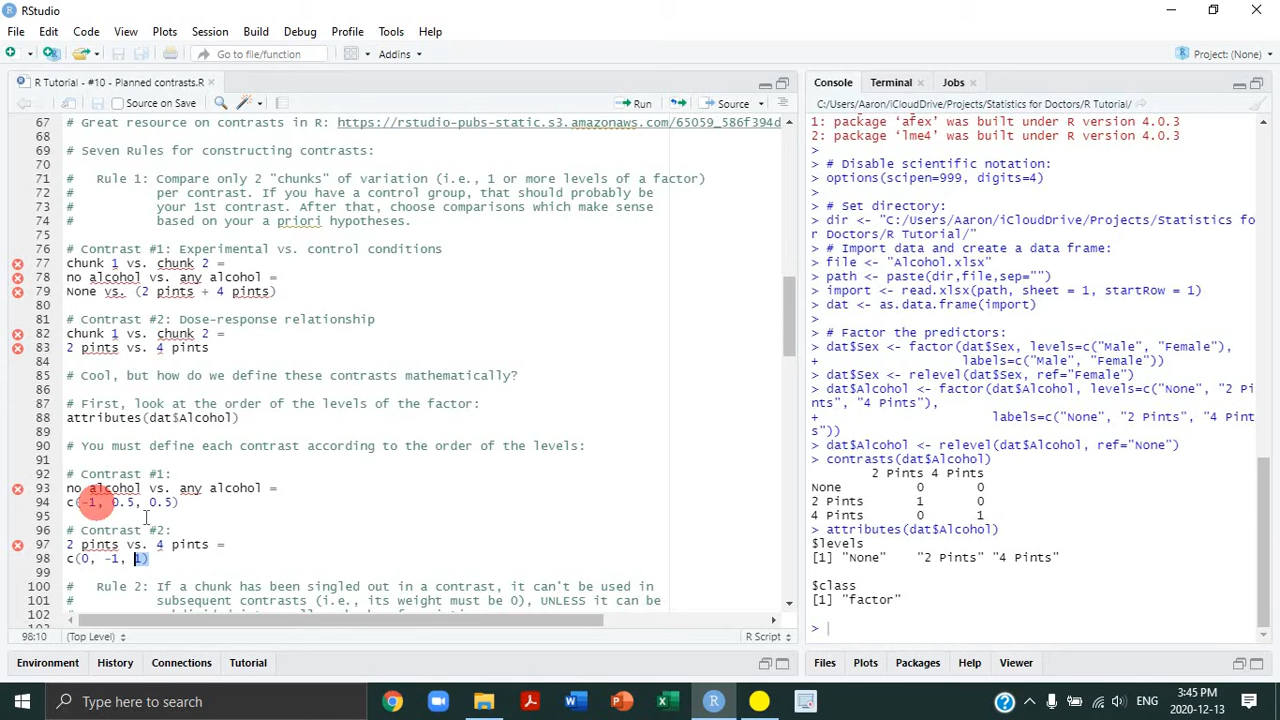 RStudio
File Edit Code View Plots Session Build Debug Profile Tools Help
Go to file/function
Addins
Project: (None)
R Tutorial - #10 - Planned contrasts.R
Source on Save
Run
Source
67 # Great resource on contrasts in R: https://rstudio-pubs-static.s3.amazonaws.com/65059_586f394d
68
69 # Seven Rules for constructing contrasts:
70
71 #   Rule 1: Compare only 2 "chunks" of variation (i.e., 1 or more levels of a factor)
72 #           per contrast. If you have a control group, that should probably be
73 #           your 1st contrast. After that, choose comparisons which make sense
74 #           based on your a priori hypotheses.
75
76 # Contrast #1: Experimental vs. control conditions
77 chunk 1 vs. chunk 2 =
78 no alcohol vs. any alcohol =
79 None vs. (2 pints + 4 pints)
80
81 # Contrast #2: Dose-response relationship
82 chunk 1 vs. chunk 2 =
83 2 pints vs. 4 pints
84
85 # Cool, but how do we define these contrasts mathematically?
86
87 # First, look at the order of the levels of the factor:
88 attributes(dat$Alcohol)
89
90 # You must define each contrast according to the order of the levels:
91
92 # Contrast #1:
93 no alcohol vs. any alcohol =
94 c(-1, 0.5, 0.5)
95
96 # Contrast #2:
97 2 pints vs. 4 pints =
98 c(0, -1, 1)
99
100 #   Rule 2: If a chunk has been singled out in a contrast, it can't be used in
101 #           subsequent contrasts (i.e., its weight must be 0), UNLESS it can be
102
98:10 (Top Level) R Script
Environment History Connections Tutorial
Console Terminal Jobs
C:/Users/Aaron/iCloudDrive/Projects/Statistics for Doctors/R Tutorial/
1: package ‘afex’ was built under R version 4.0.3
2: package ‘lme4’ was built under R version 4.0.3
>
> # Disable scientific notation:
> options(scipen=999, digits=4)
>
> # Set directory:
> dir <- "C:/Users/Aaron/iCloudDrive/Projects/Statistics fo
r Doctors/R Tutorial/"
> # Import data and create a data frame:
> file <- "Alcohol.xlsx"
> path <- paste(dir,file,sep="")
> import <- read.xlsx(path, sheet = 1, startRow = 1)
> dat <- as.data.frame(import)
>
> # Factor the predictors:
> dat$Sex <- factor(dat$Sex, levels=c("Male", "Female"),
+ labels=c("Male", "Female"))
> dat$Sex <- relevel(dat$Sex, ref="Female")
> dat$Alcohol <- factor(dat$Alcohol, levels=c("None", "2 Pi
nts", "4 Pints"),
+ labels=c("None", "2 Pints", "4 Pint
s"))
> dat$Alcohol <- relevel(dat$Alcohol, ref="None")
> contrasts(dat$Alcohol)
2 Pints 4 Pints
None 0 0
2 Pints 1 0
4 Pints 0 1
> attributes(dat$Alcohol)
$levels
[1] "None" "2 Pints" "4 Pints"

$class
[1] "factor"

>
Files Plots Packages Help Viewer
Type here to search
ENG
3:45 PM
2020-12-13